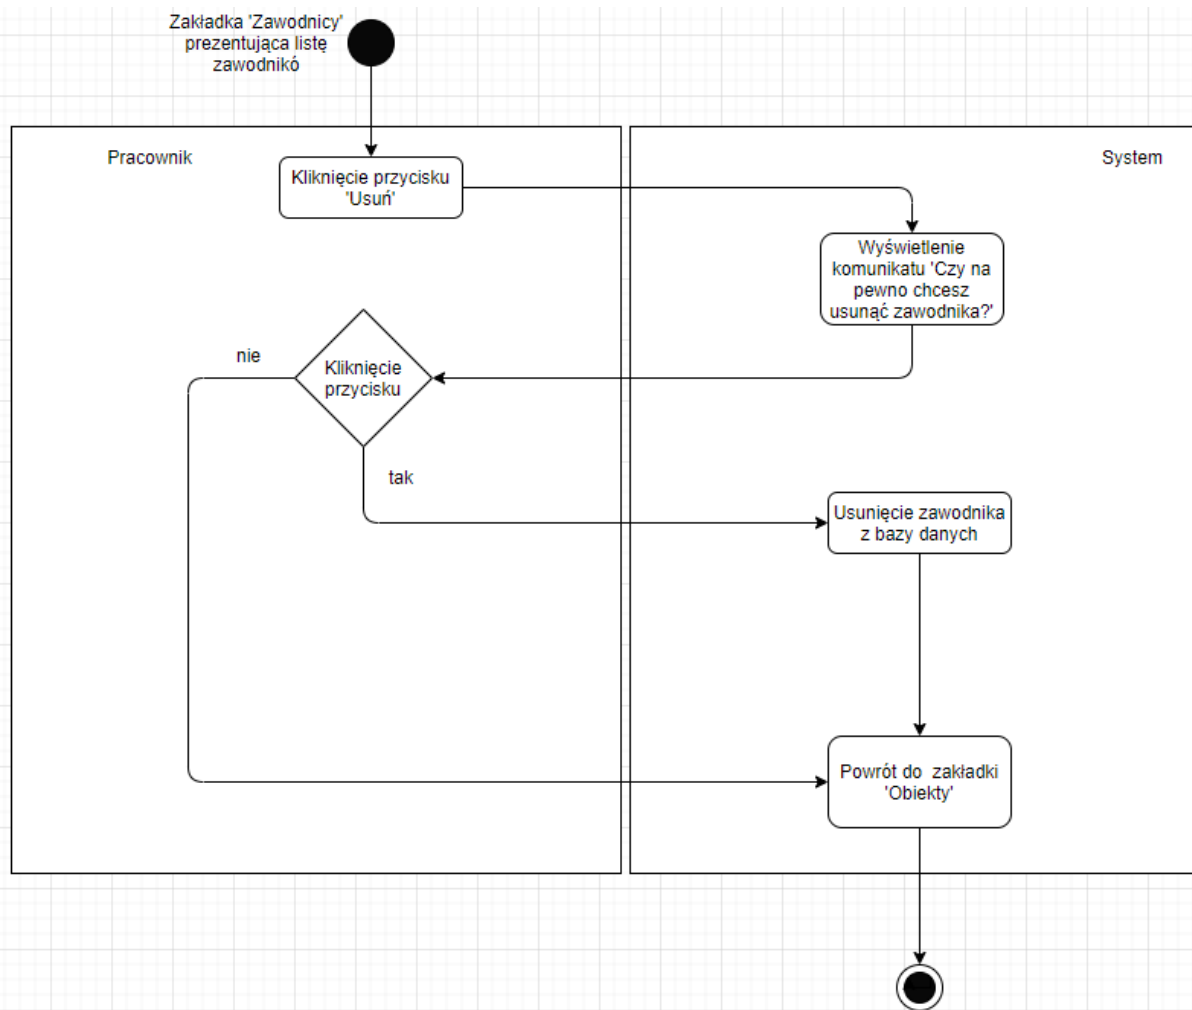 Zakładka 'Zawodnicy'
prezentująca listę
zawodnikó
Pracownik
System
Kliknięcie przycisku
'Usuń'
Wyświetlenie
komunikatu 'Czy na
pewno chcesz
usunąć zawodnika?'
nie
Kliknięcie
przycisku
tak
Usunięcie zawodnika
z bazy danych
Powrót do zakładki
'Obiekty'